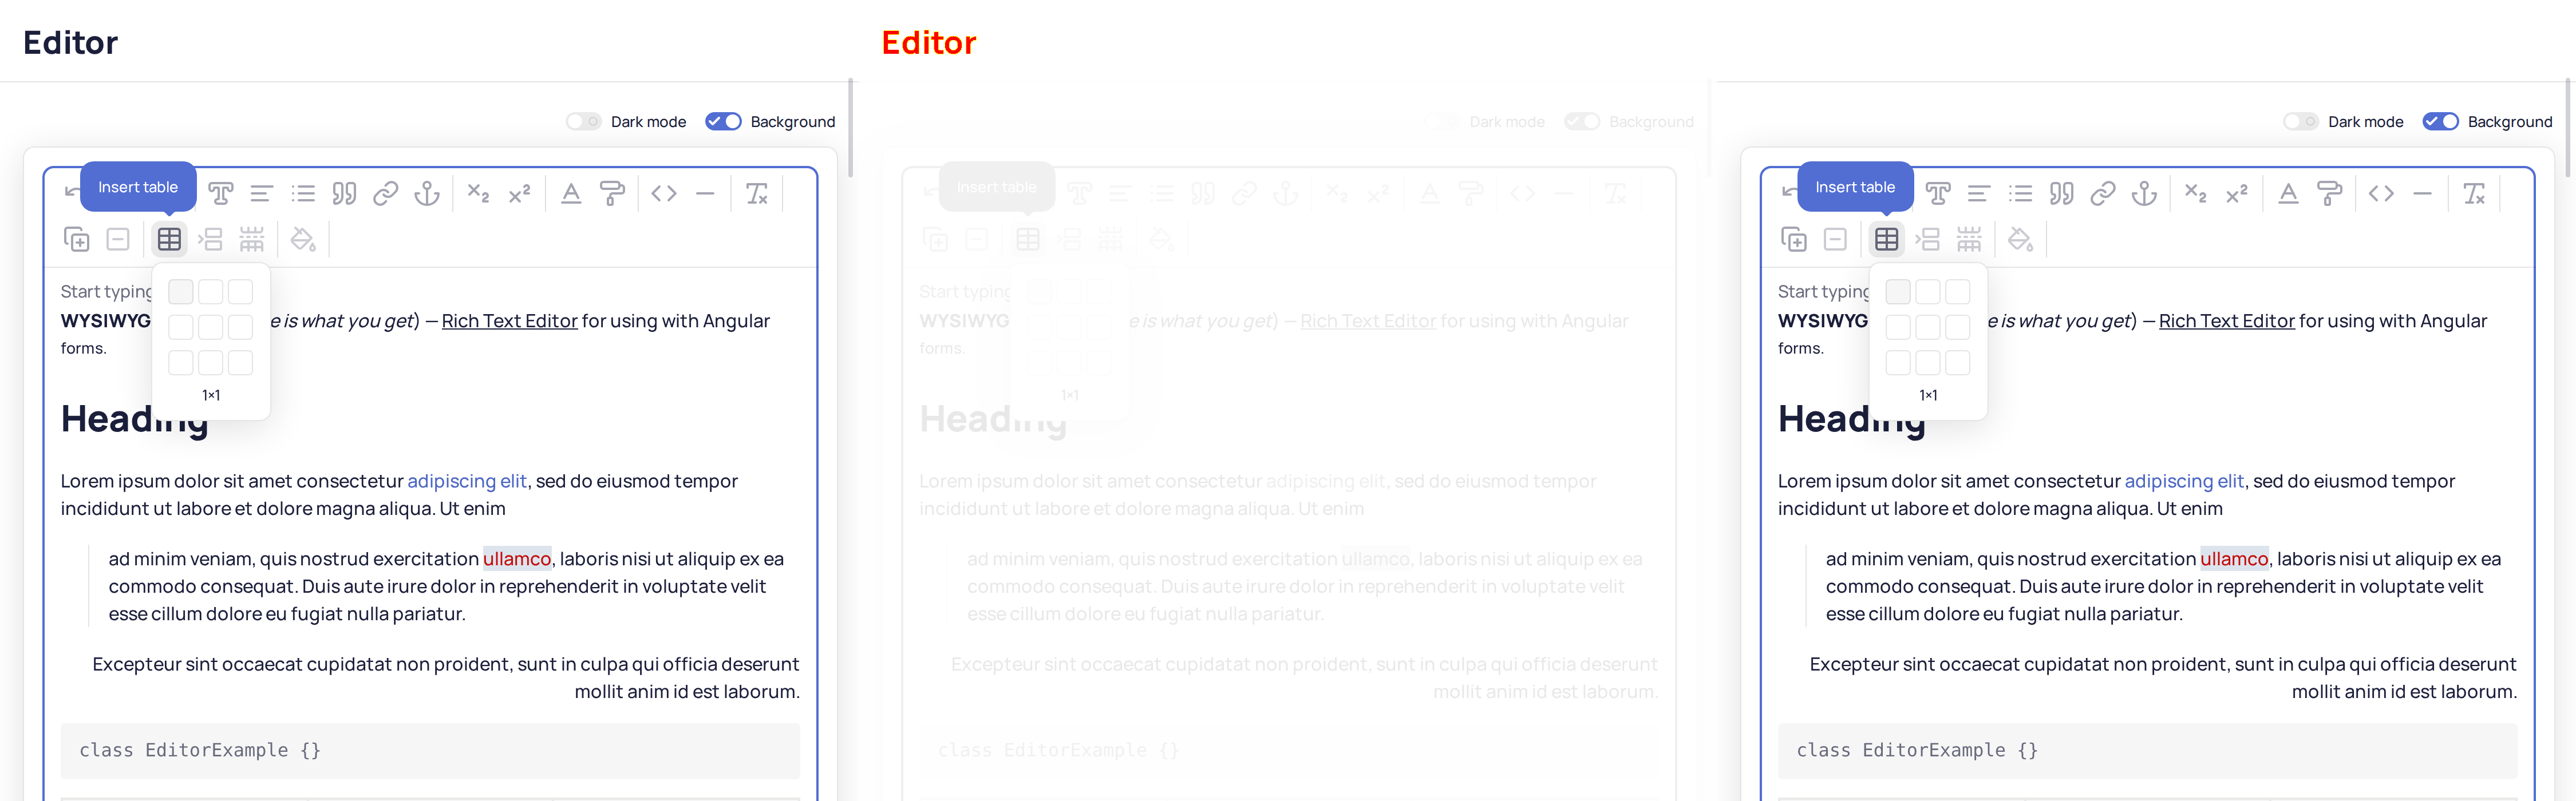 Editor
Dark mode Background
Insert table
Start typing
WYSIWYG e is what you get) — Rich Text Editor for using with Angular
forms.
1×1
Heading
Lorem ipsum dolor sit amet consectetur adipiscing elit, sed do eiusmod tempor
incididunt ut labore et dolore magna aliqua. Ut enim
ad minim veniam, quis nostrud exercitation ullamco, laboris nisi ut aliquip ex ea
commodo consequat. Duis aute irure dolor in reprehenderit in voluptate velit
esse cillum dolore eu fugiat nulla pariatur.
Excepteur sint occaecat cupidatat non proident, sunt in culpa qui officia deserunt
mollit anim id est laborum.
class EditorExample {}
Editor
Dark mode Background
Insert table
Start typing
WYSIWYG e is what you get) — Rich Text Editor for using with Angular
forms.
1×1
Heading
Lorem ipsum dolor sit amet consectetur adipiscing elit, sed do eiusmod tempor
incididunt ut labore et dolore magna aliqua. Ut enim
ad minim veniam, quis nostrud exercitation ullamco, laboris nisi ut aliquip ex ea
commodo consequat. Duis aute irure dolor in reprehenderit in voluptate velit
esse cillum dolore eu fugiat nulla pariatur.
Excepteur sint occaecat cupidatat non proident, sunt in culpa qui officia deserunt
mollit anim id est laborum.
class EditorExample {}
Dark mode Background
Insert table
Start typing
WYSIWYG e is what you get) — Rich Text Editor for using with Angular
forms.
1×1
Heading
Lorem ipsum dolor sit amet consectetur adipiscing elit, sed do eiusmod tempor
incididunt ut labore et dolore magna aliqua. Ut enim
ad minim veniam, quis nostrud exercitation ullamco, laboris nisi ut aliquip ex ea
commodo consequat. Duis aute irure dolor in reprehenderit in voluptate velit
esse cillum dolore eu fugiat nulla pariatur.
Excepteur sint occaecat cupidatat non proident, sunt in culpa qui officia deserunt
mollit anim id est laborum.
class EditorExample {}